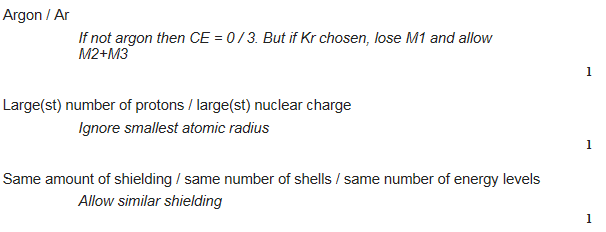 Argon / Ar
If not argon then CE = 0 / 3. But if Kr chosen, lose M1 and allow
M2+M3
1
Large(st) number of protons / large(st) nuclear charge
Ignore smallest atomic radius
1
Same amount of shielding / same number of shells / same number of energy levels
Allow similar shielding
1